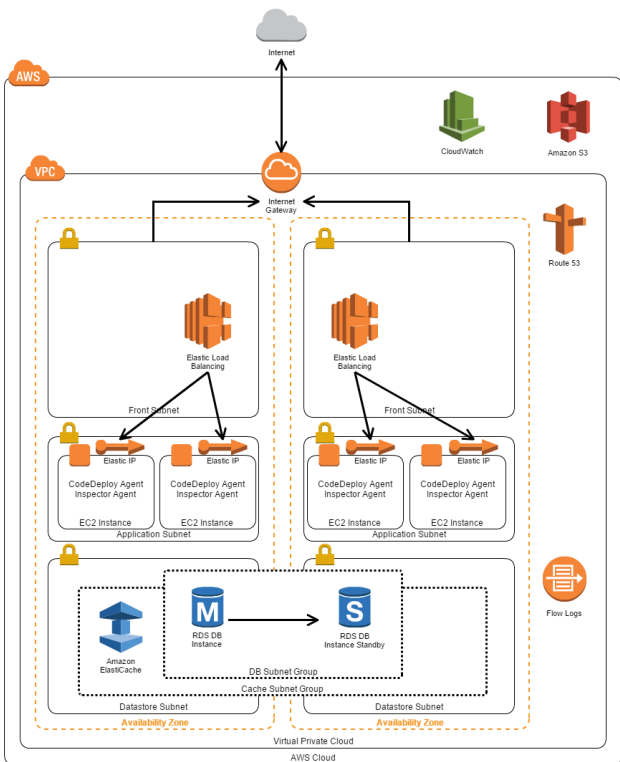 Internet
AWS
CloudWatch
Amazon S3
VPC
Internet
Gateway
Route 53
Elastic Load
Balancing
Front Subnet
Elastic Load
Balancing
Front Subnet
Elastic IP
CodeDeploy Agent
Inspector Agent
EC2 Instance
Elastic IP
CodeDeploy Agent
Inspector Agent
EC2 Instance
Application Subnet
Elastic IP
CodeDeploy Agent
Inspector Agent
EC2 Instance
Elastic IP
CodeDeploy Agent
Inspector Agent
EC2 Instance
Application Subnet
Flow Logs
Amazon
ElastiCache
M
RDS DB
Instance
S
RDS DB
Instance Standby
DB Subnet Group
Cache Subnet Group
Datastore Subnet
Datastore Subnet
Availability Zone
Availability Zone
Virtual Private Cloud
AWS Cloud